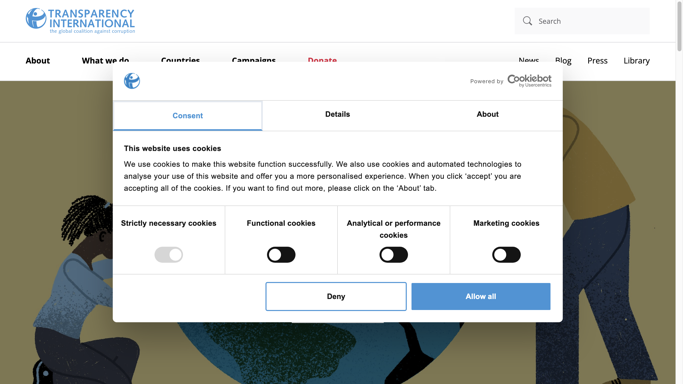 TRANSPARENCY
INTERNATIONAL
the global coalition against corruption
Search
About
What we do
Countries
Campaigns
Donate
News
Blog
Press
Library
Powered by
Cookiebot
by Usercentrics
Consent
Details
About
This website uses cookies
We use cookies to make this website function successfully. We also use cookies and automated technologies to
analyse your use of this website and offer you a more personalised experience. When you click 'accept' you are
accepting all of the cookies. If you want to find out more, please click on the 'About' tab.
Strictly necessary cookies
Functional cookies
Analytical or performance
cookies
Marketing cookies
Deny
Allow all